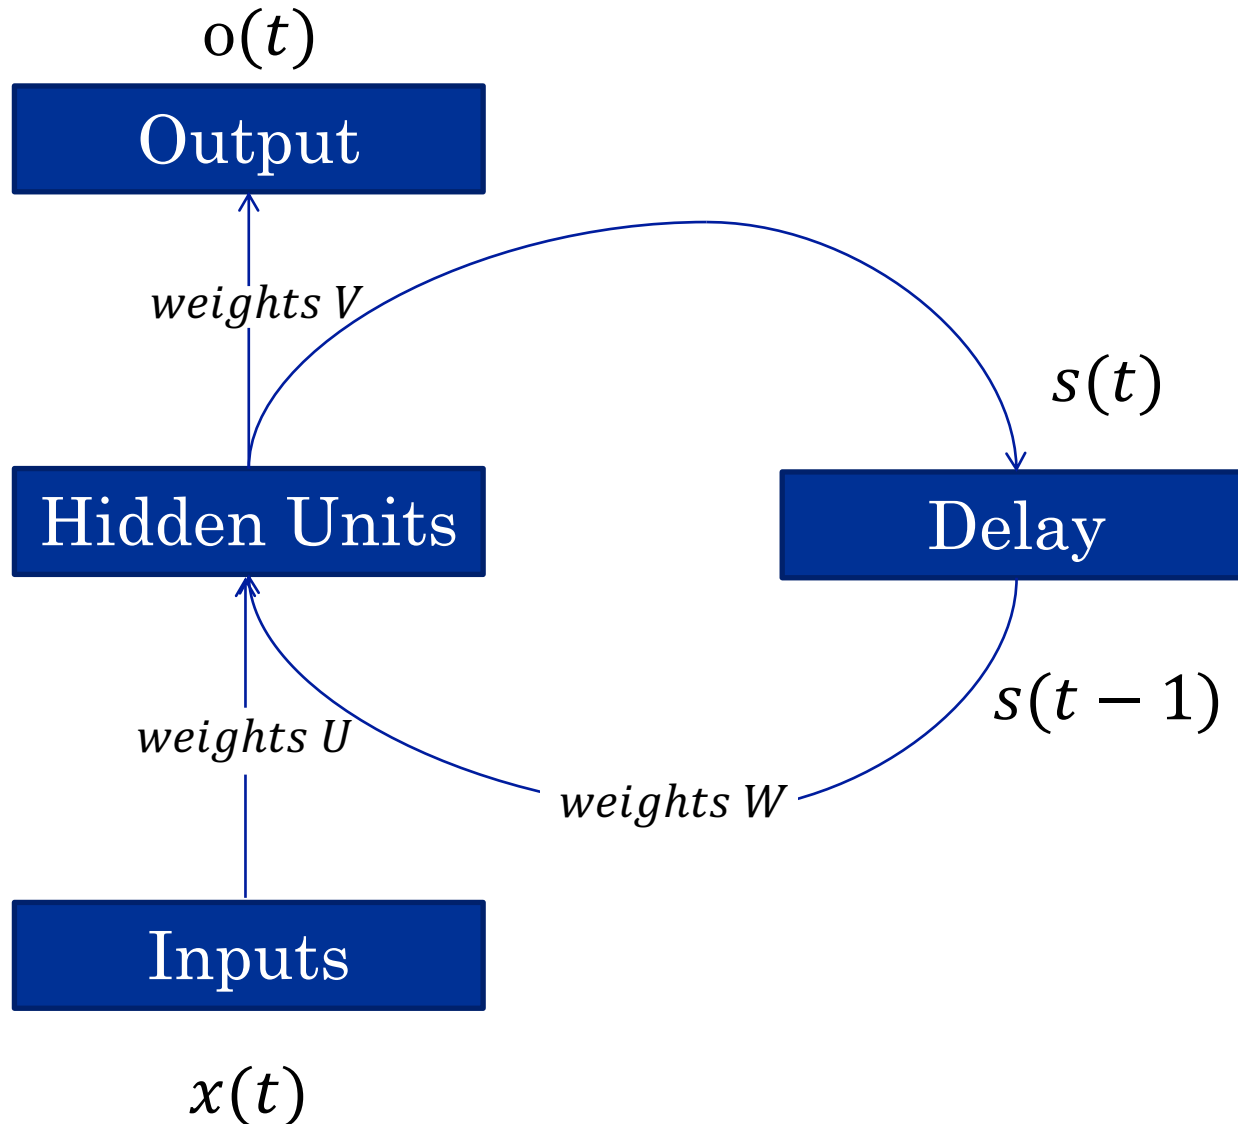 o(t)
Output
weights V
s(t)
Hidden Units
Delay
s(t − 1)
weights U
weights W
Inputs
x(t)